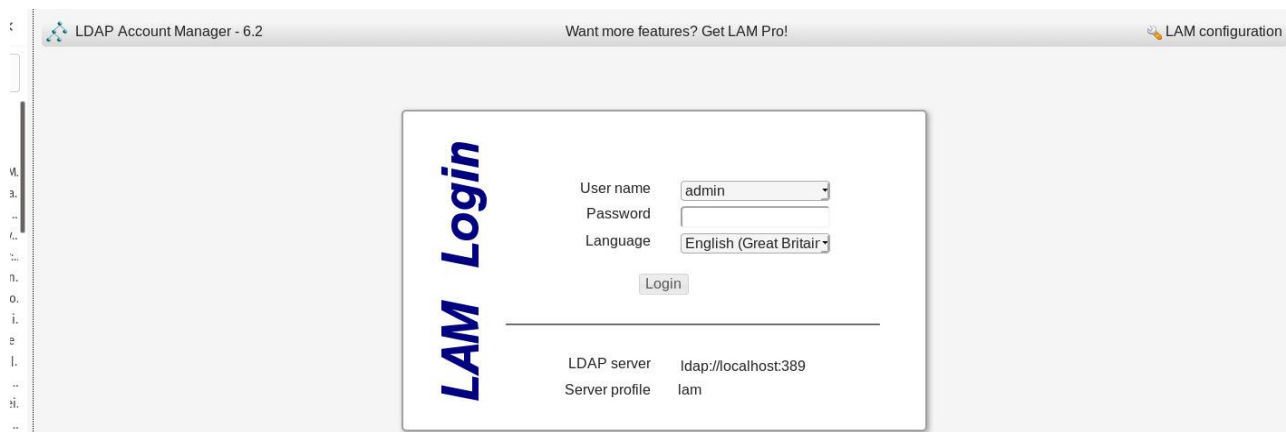 LDAP Account Manager - 6.2 Want more features? Get LAM Pro! LAM configuration
LAM Login
User name admin
Password
Language English (Great Britain
Login
LDAP server ldap://localhost:389
Server profile lam